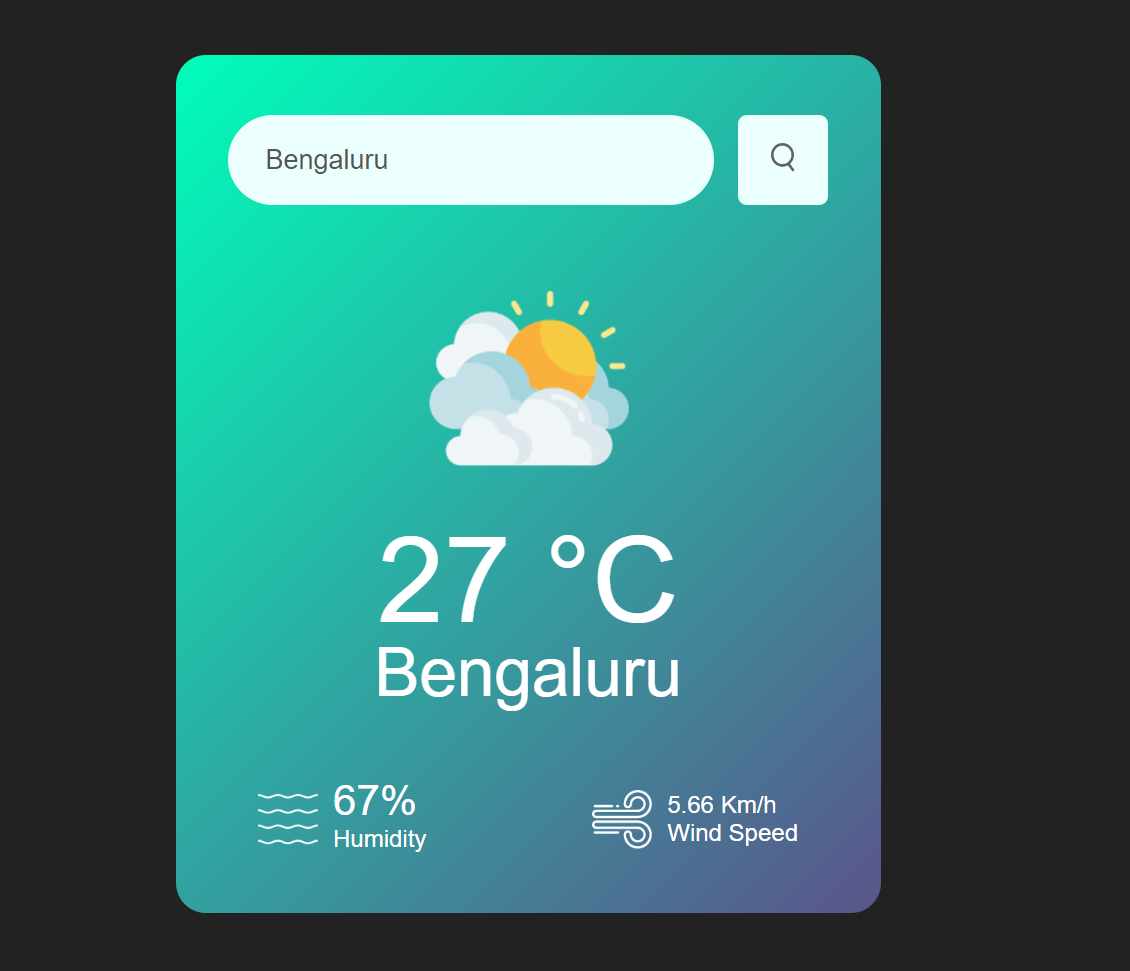 Bengaluru
27 °C
Bengaluru
67%
Humidity
5.66 Km/h
Wind Speed